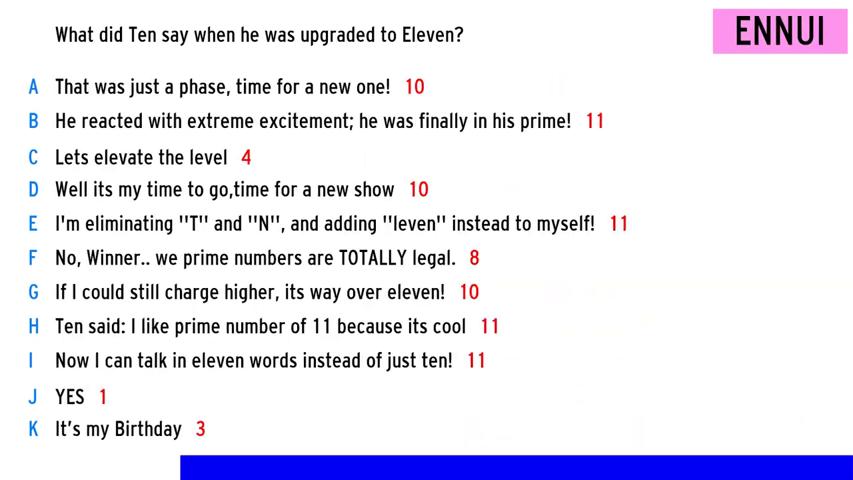 What did Ten say when he was upgraded to Eleven?
ENNUI
A That was just a phase, time for a new one! 10
B He reacted with extreme excitement; he was finally in his prime! 11
C Lets elevate the level 4
D Well its my time to go,time for a new show 10
E I'm eliminating "T" and "N", and adding "leven" instead to myself! 11
F No, Winner.. we prime numbers are TOTALLY legal. 8
G If I could still charge higher, its way over eleven! 10
H Ten said: I like prime number of 11 because its cool 11
I Now I can talk in eleven words instead of just ten! 11
J YES 1
K It's my Birthday 3